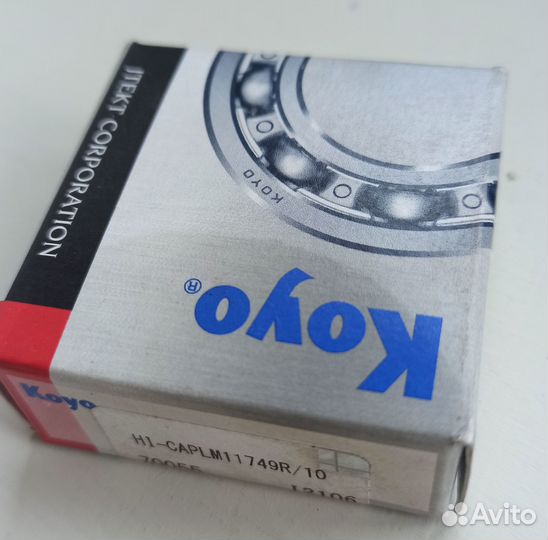 JTEKT CORPORATION
KOYO
Koyo®
Koyo
HI-CAPLM11749R/10
Avito